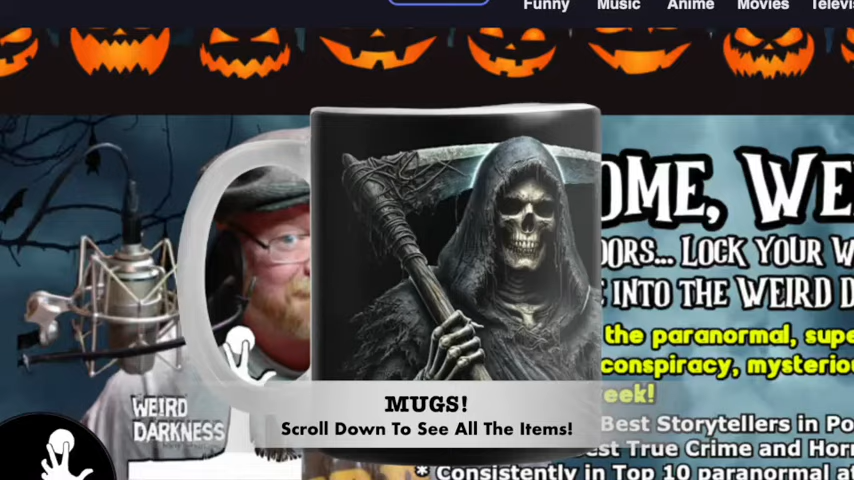 Funny Music Anime Movies Televis
OME, WE
OORS... LOCK YOUR W
E INTO THE WEIRD D
the paranormal, supe
conspiracy, mysteriou
eek!
Best Storytellers in Po
est True Crime and Horr
* Consistently in Top 10 paranormal a
WEIRD
DARKNESS
MUGS!
Scroll Down To See All The Items!